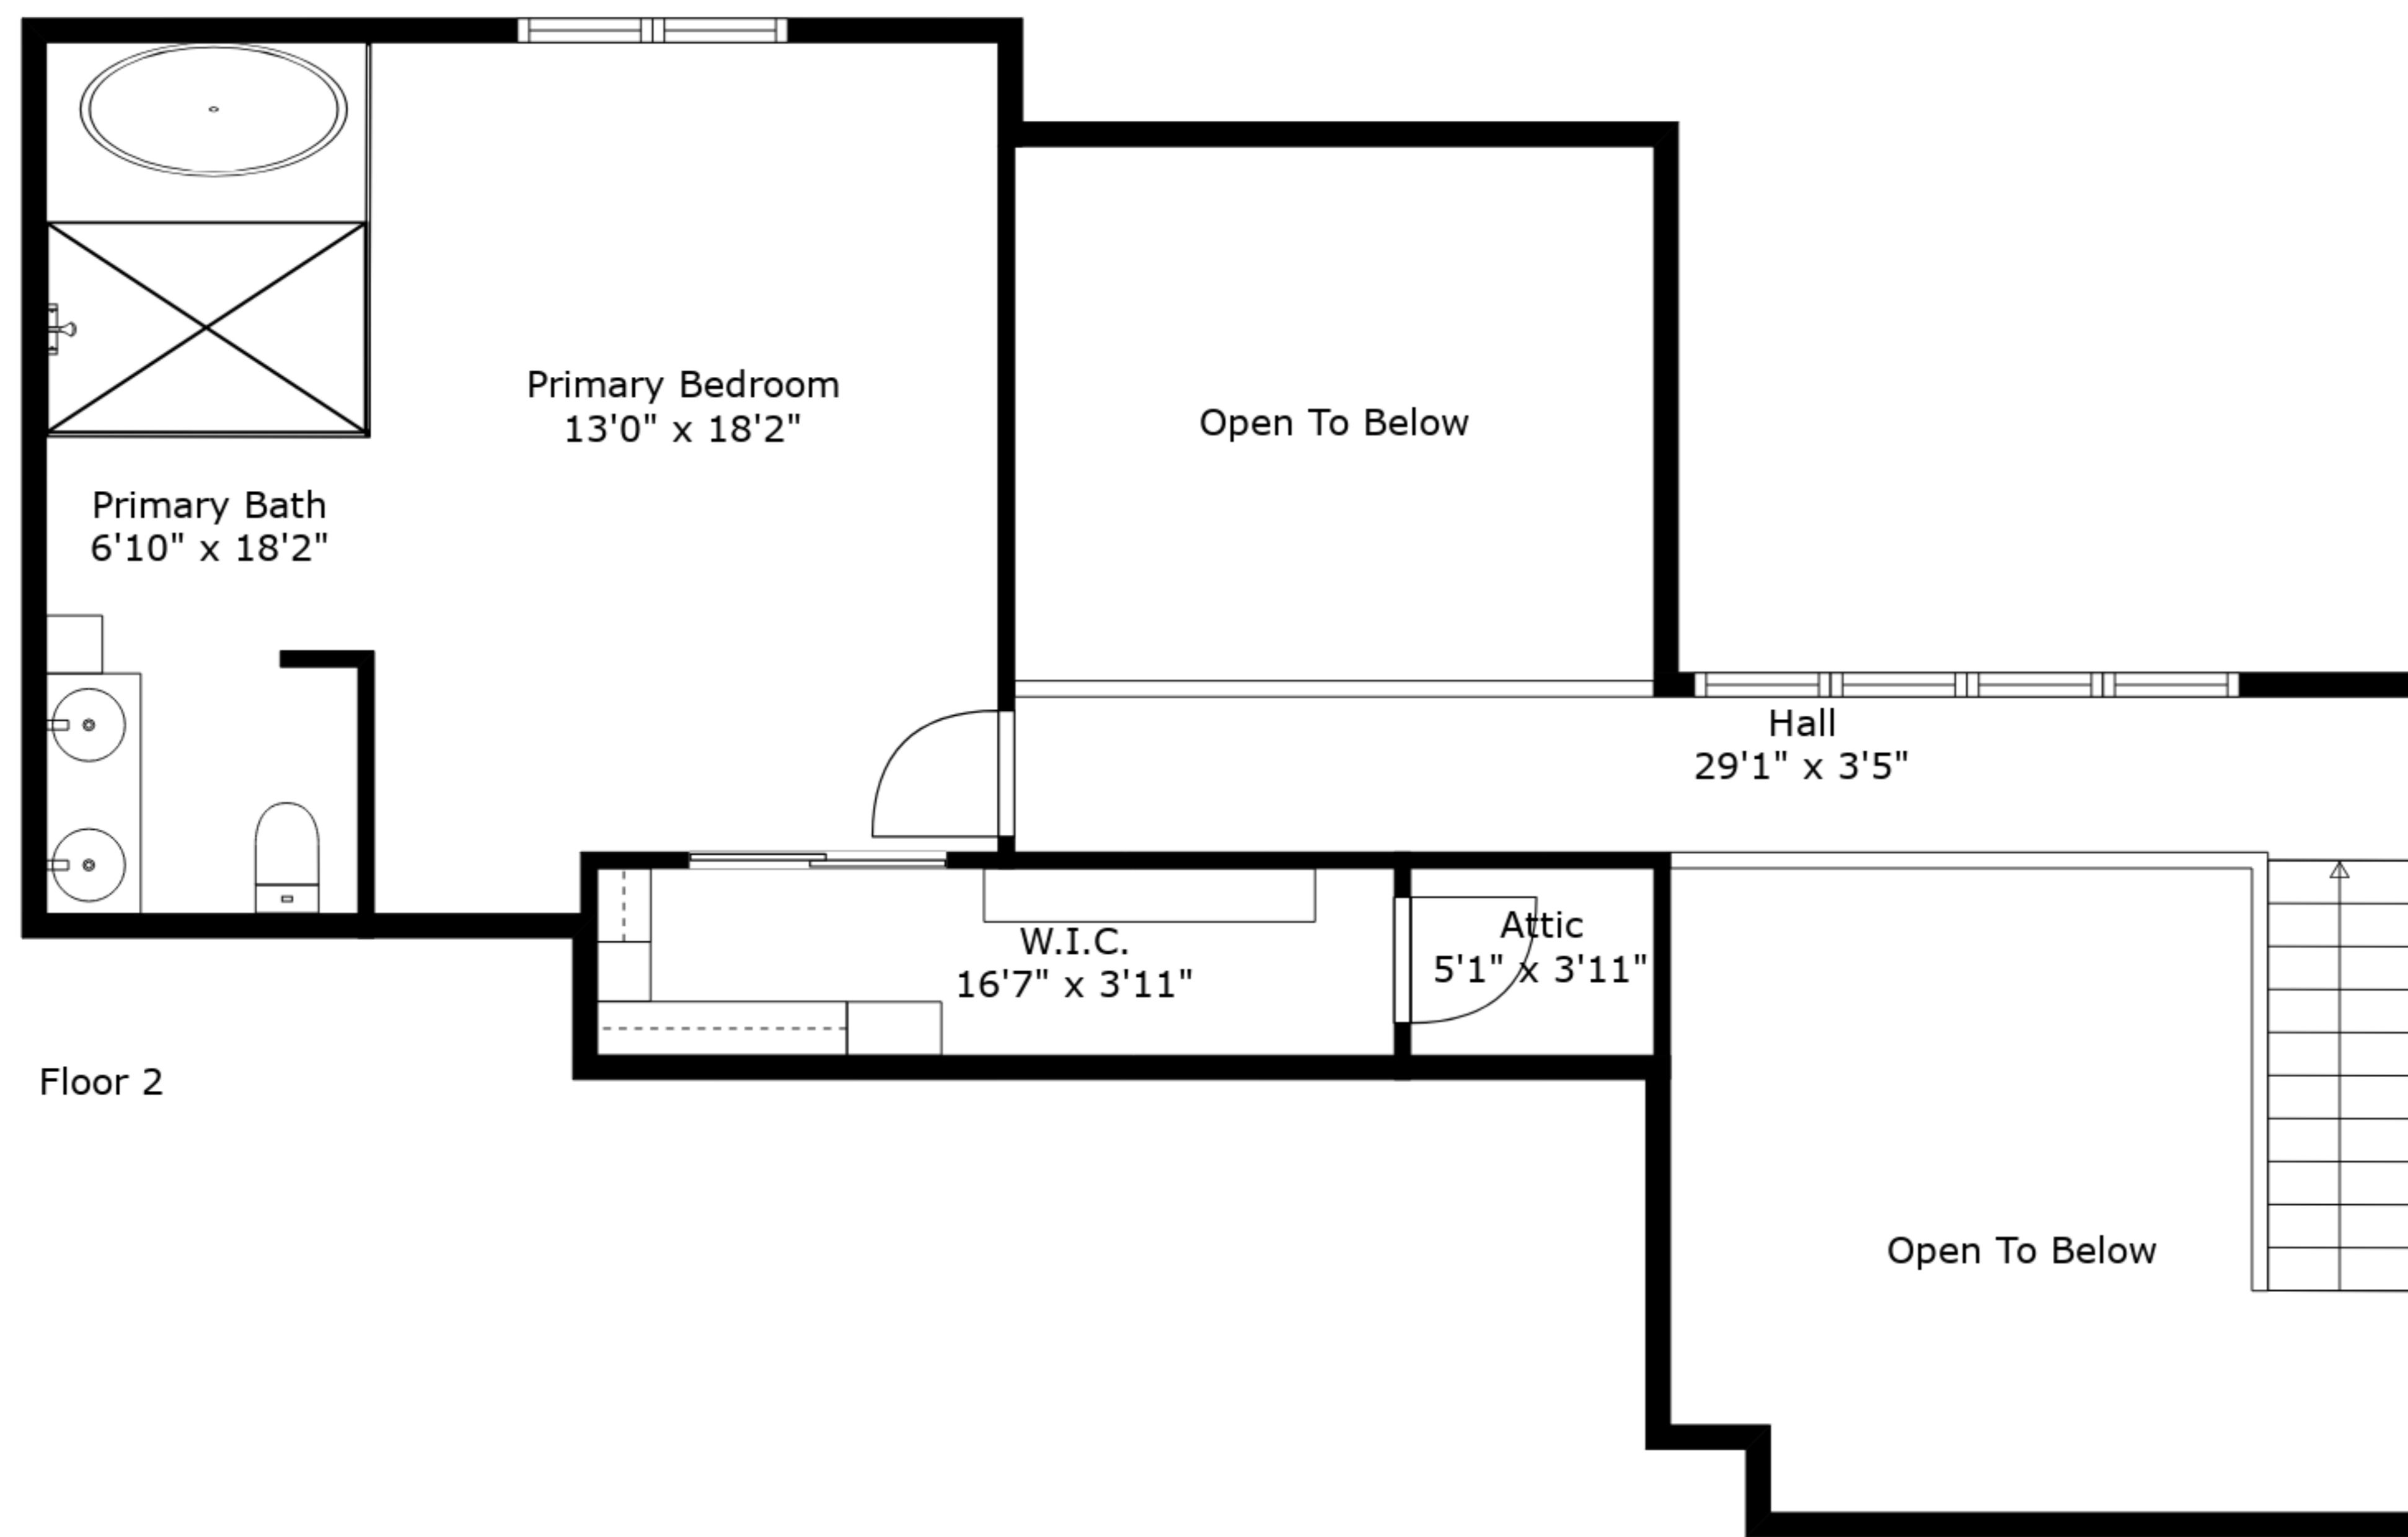 Primary Bedroom
13'0" x 18'2"
Open To Below
Primary Bath
6'10" x 18'2"
Hall
29'1" x 3'5"
W.I.C.
16'7" x 3'11"
Attic
5'1" x 3'11"
Floor 2
Open To Below